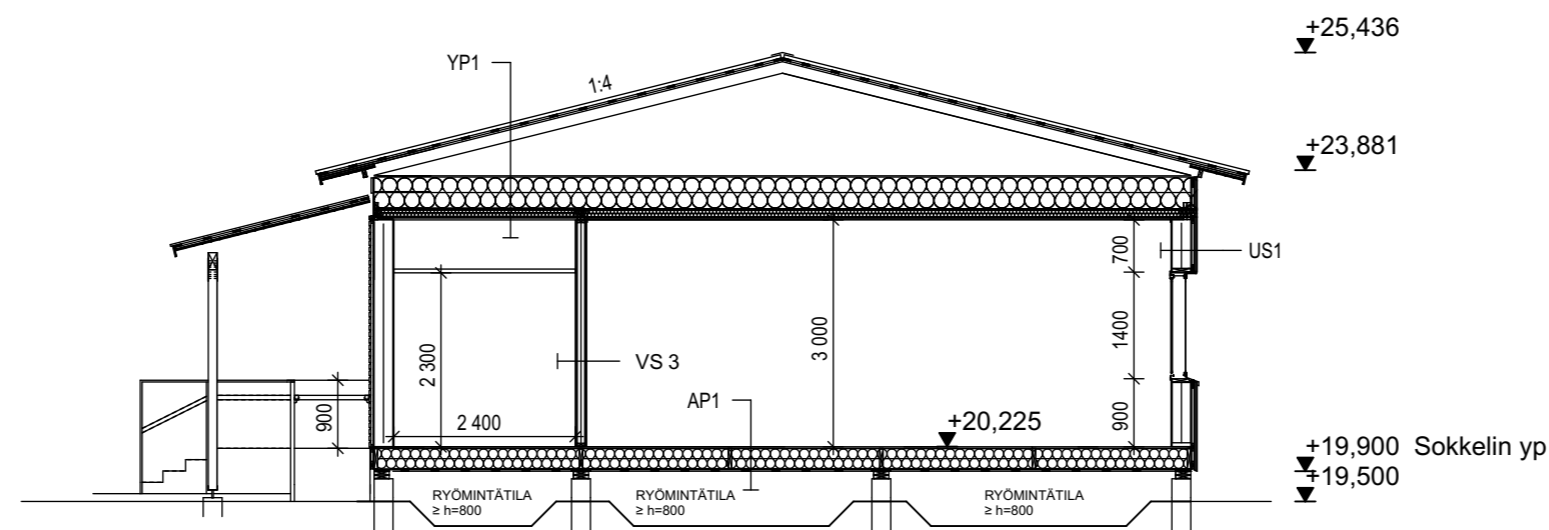 +25,436
YP1
1:4
+23,881
700
US1
1400
3 000
2 300
VS 3
AP1
900
2 400
+20,225
900
+19,900 Sokkelin yp
+19,500
RYÖMINTÄTILA
≥ h=800
RYÖMINTÄTILA
≥ h=800
RYÖMINTÄTILA
≥ h=800